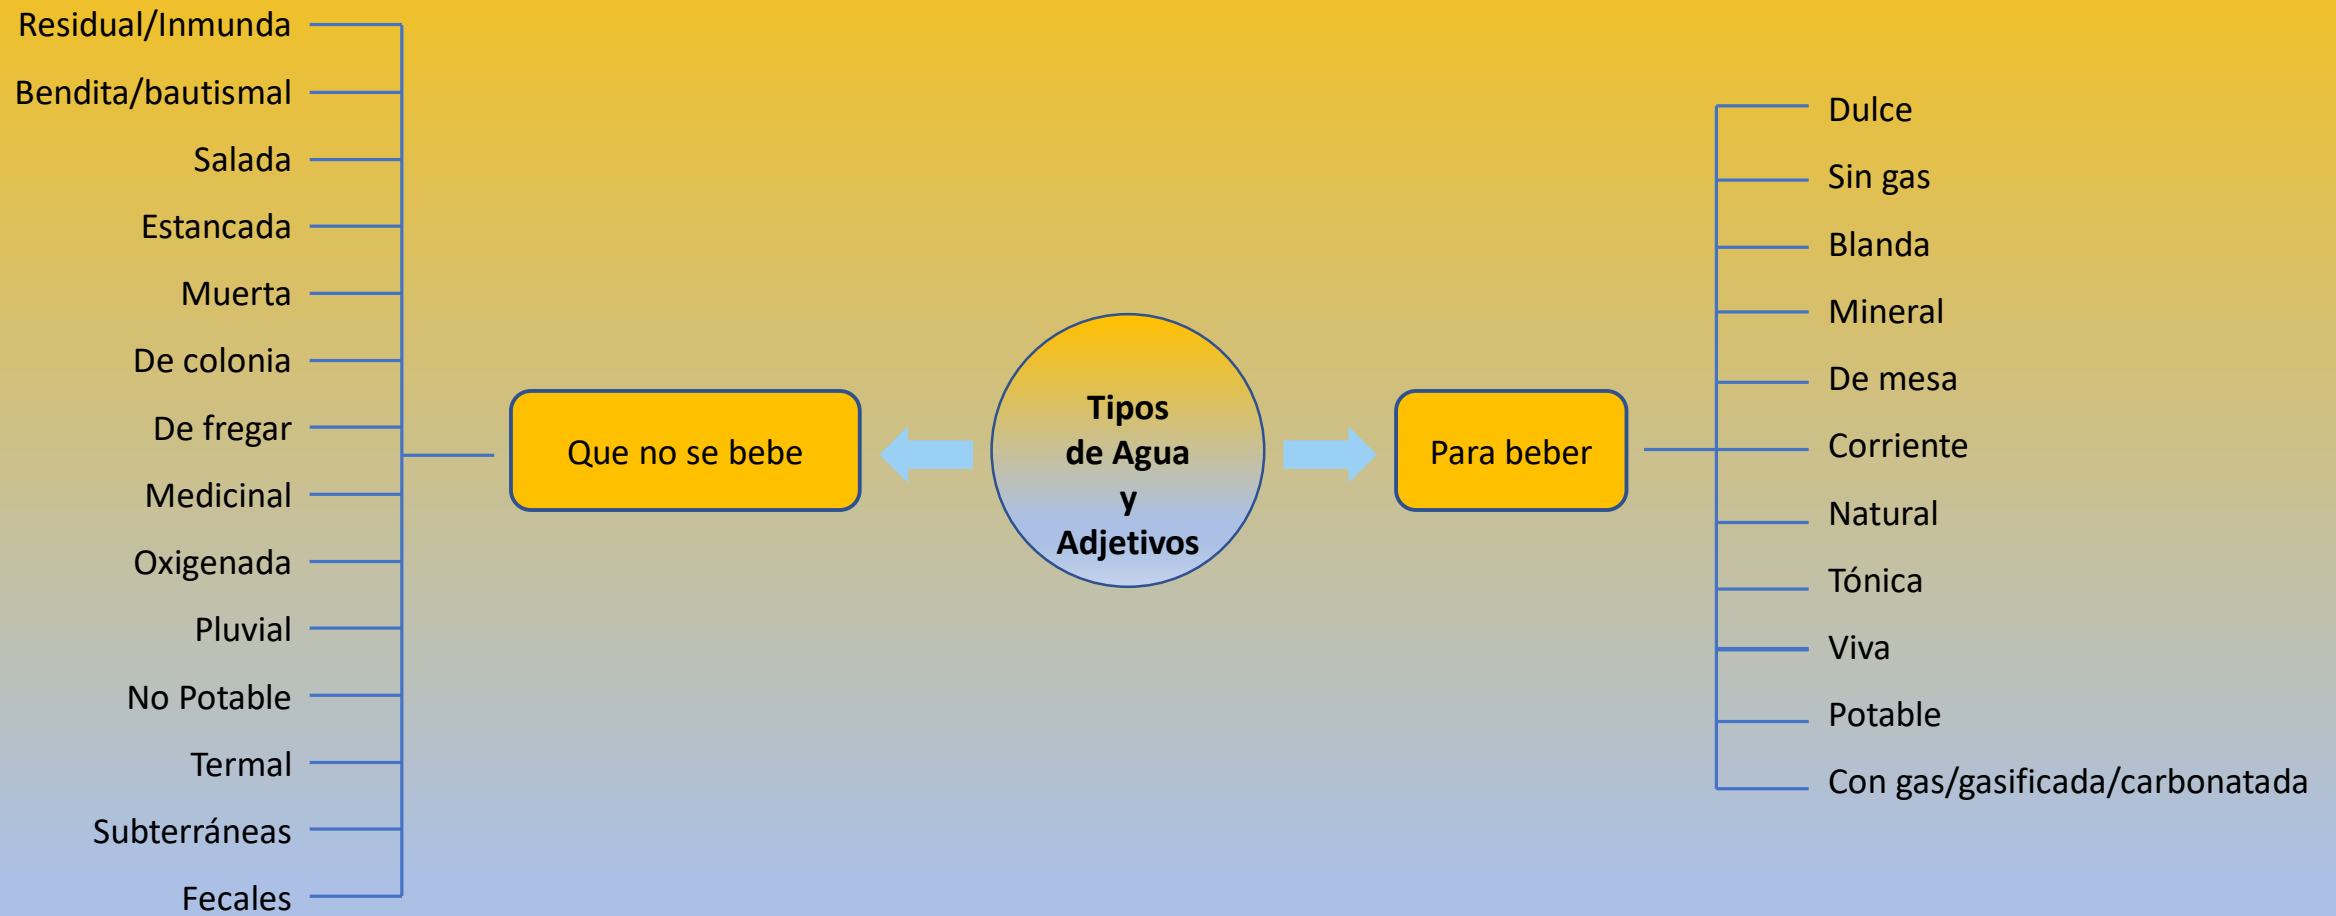 Residual/Inmunda
Bendita/bautismal
Salada
Estancada
Muerta
De colonia
De fregar
Medicinal
Oxigenada
Pluvial
No Potable
Termal
Subterráneas
Fecales
Que no se bebe
Tipos
de Agua
y
Adjetivos
Para beber
Dulce
Sin gas
Blanda
Mineral
De mesa
Corriente
Natural
Tónica
Viva
Potable
Con gas/gasificada/carbonatada